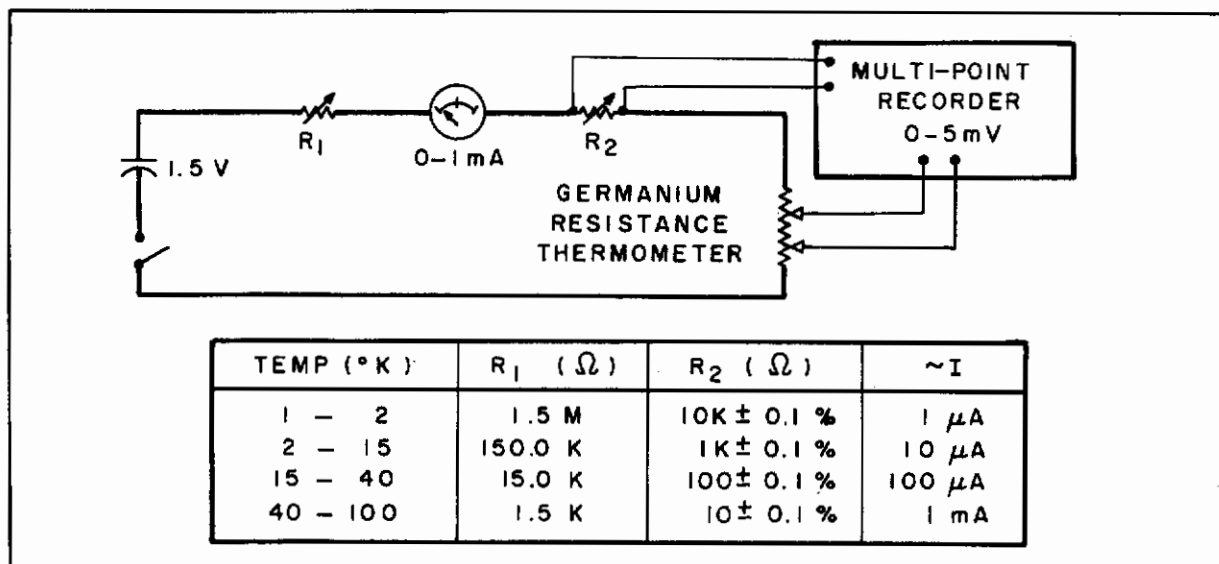 MULTI-POINT
RECORDER
0-5mV
R1
0-1mA
R2
1.5 V
GERMANIUM
RESISTANCE
THERMOMETER
TEMP (°K) R1 (Ω) R2 (Ω) ~I
1 - 2 1.5 M 10K ± 0.1 % 1 μA
2 - 15 150.0 K 1K ± 0.1 % 10 μA
15 - 40 15.0 K 100 ± 0.1 % 100 μA
40 - 100 1.5 K 10 ± 0.1 % 1 mA